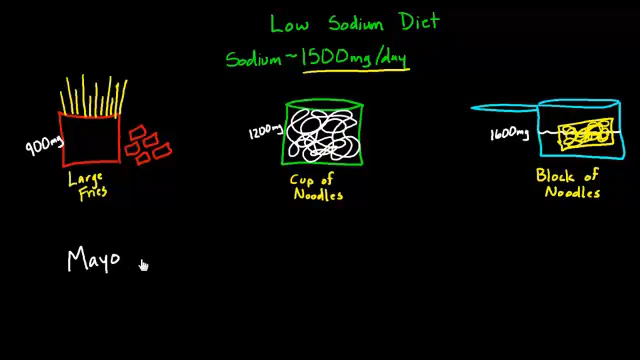 Low Sodium Diet
Sodium ~ 1500mg/day
900mg
Large
Fries
1200mg
Cup of
Noodles
1600mg
Block of
Noodles
Mayo